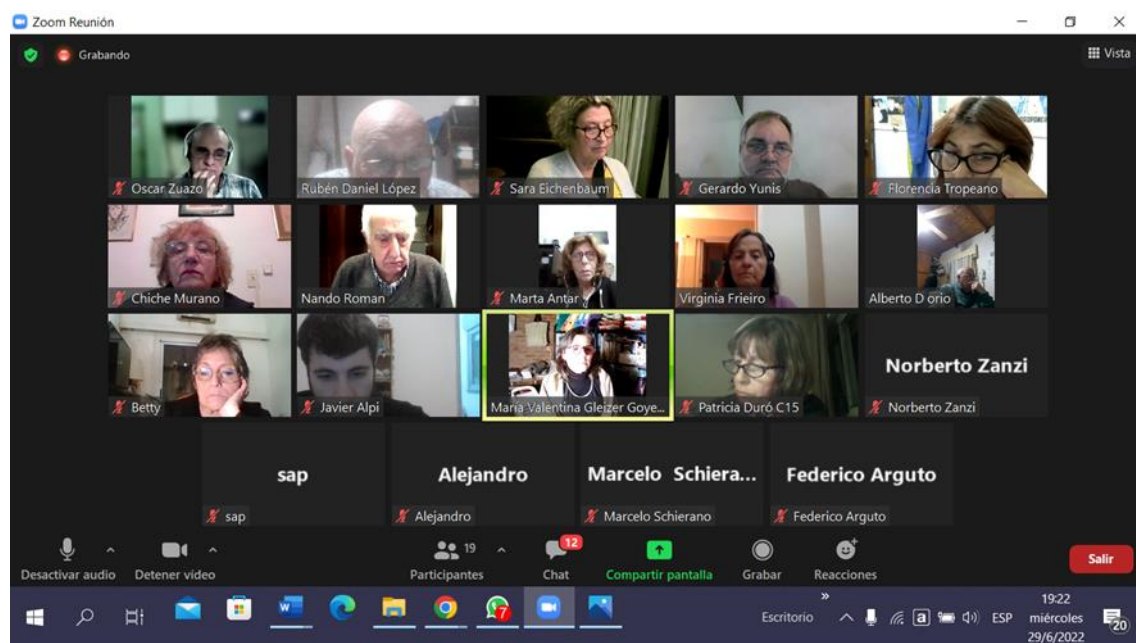 Zoom Reunión
Grabando
Vista
Oscar Zuazo
Rubén Daniel López
Sara Eichenbaum
Gerardo Yunis
Florencia Tropeano
Chiche Murano
Nando Roman
Marta Antar
Virginia Frieiro
Alberto D orio
Betty
Javier Alpi
María Valentina Gleizer Goye...
Patricia Duró C15
Norberto Zanzi
Norberto Zanzi
sap
Alejandro
Marcelo Schiera...
Federico Arguto
sap
Alejandro
Marcelo Schierano
Federico Arguto
19
12
Desactivar audio
Detener video
Participantes
Chat
Compartir pantalla
Grabar
Reacciones
Salir
7
Escritorio
»
a
ESP
19:22
miércoles
29/6/2022
20